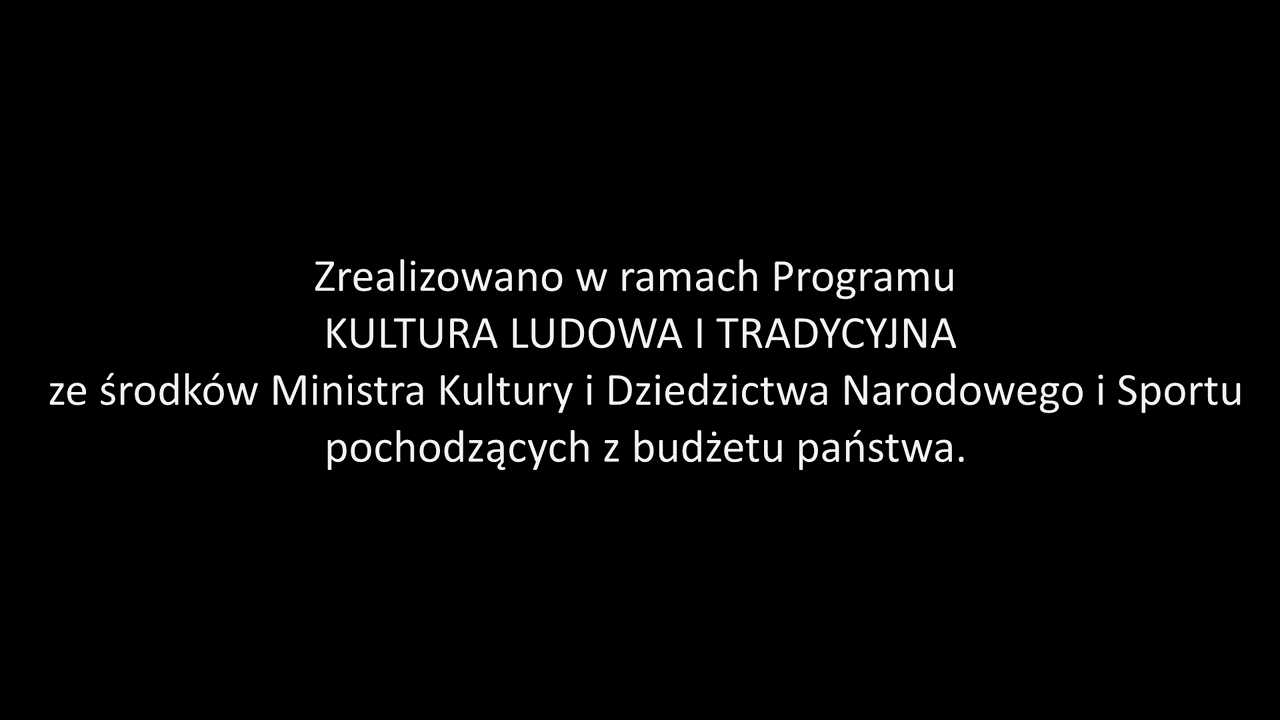 Zrealizowano w ramach Programu
KULTURA LUDOWA I TRADYCYJNA
ze środków Ministra Kultury i Dziedzictwa Narodowego i Sportu
pochodzących z budżetu państwa.